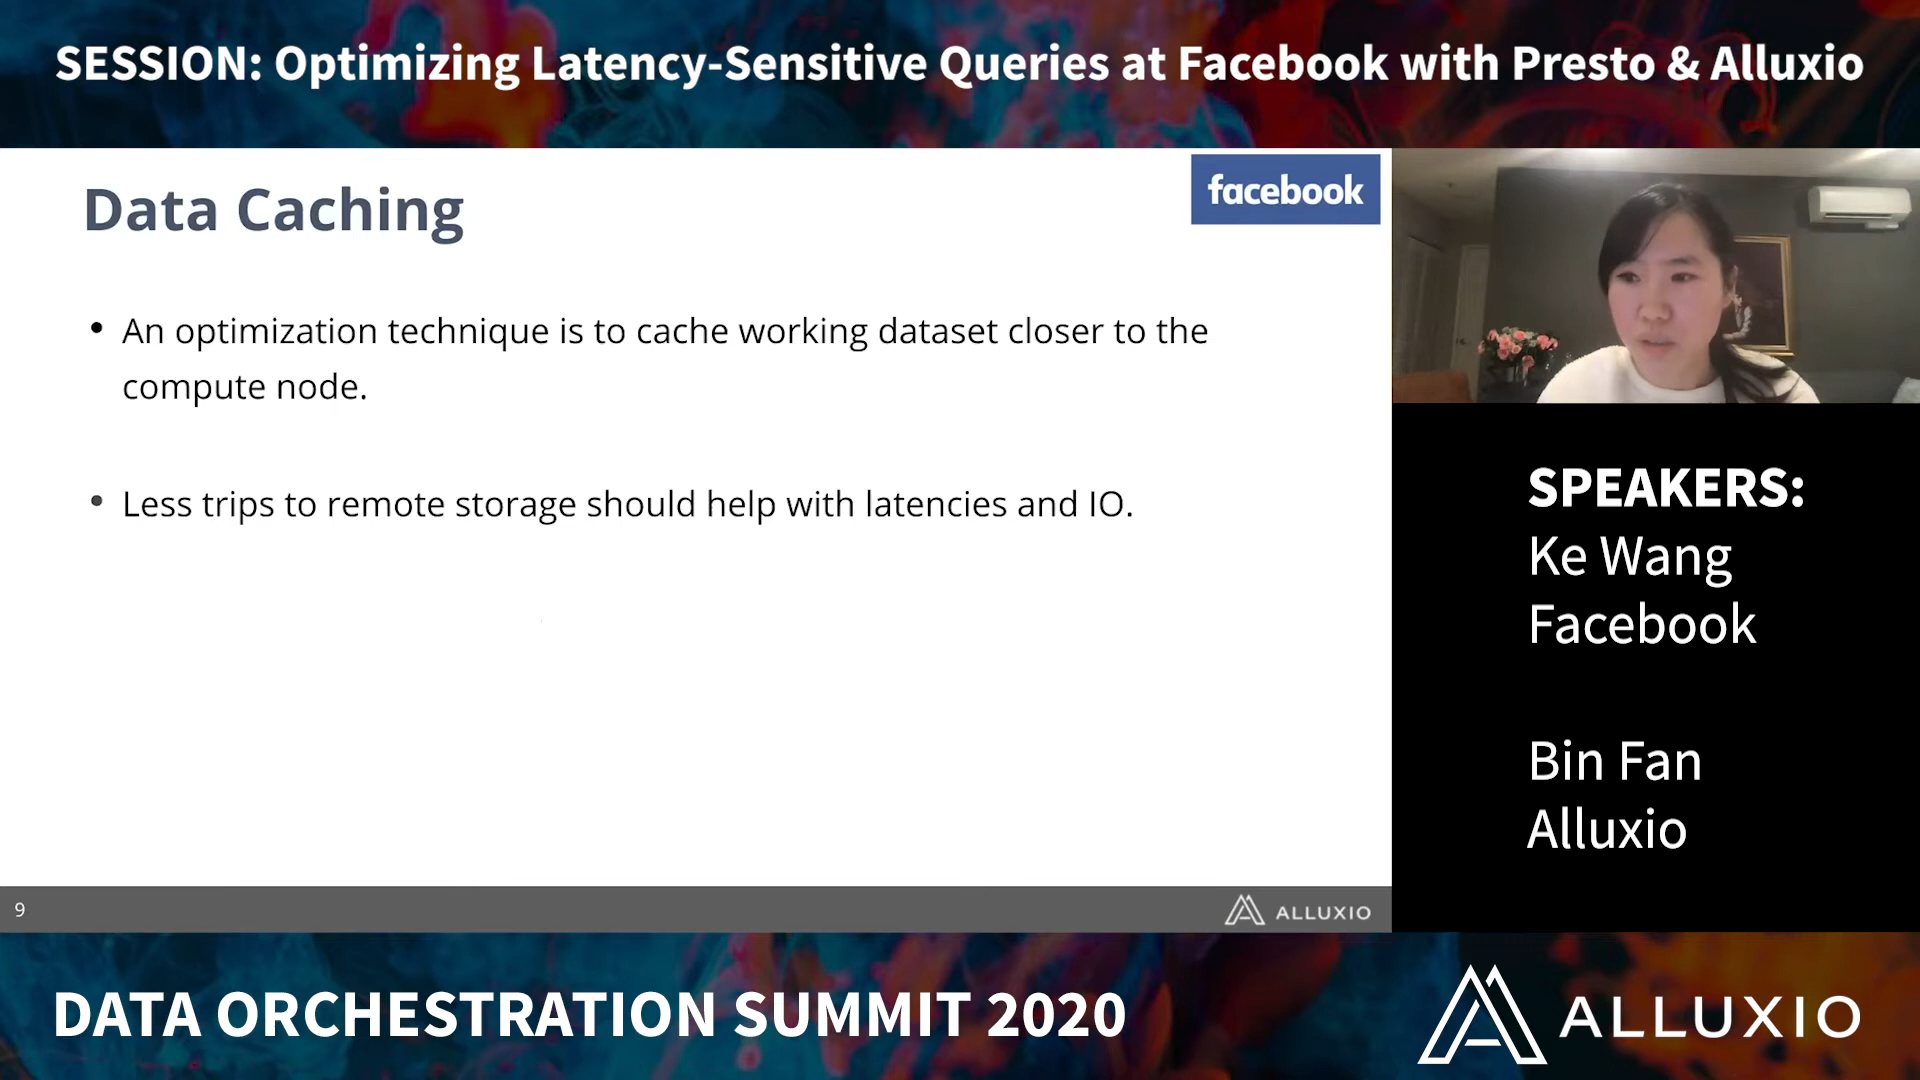 SESSION: Optimizing Latency-Sensitive Queries at Facebook with Presto & Alluxio
Data Caching
facebook
• An optimization technique is to cache working dataset closer to the
compute node.
• Less trips to remote storage should help with latencies and IO.
9
ALLUXIO
SPEAKERS:
Ke Wang
Facebook
Bin Fan
Alluxio
DATA ORCHESTRATION SUMMIT 2020
ALLUXIO